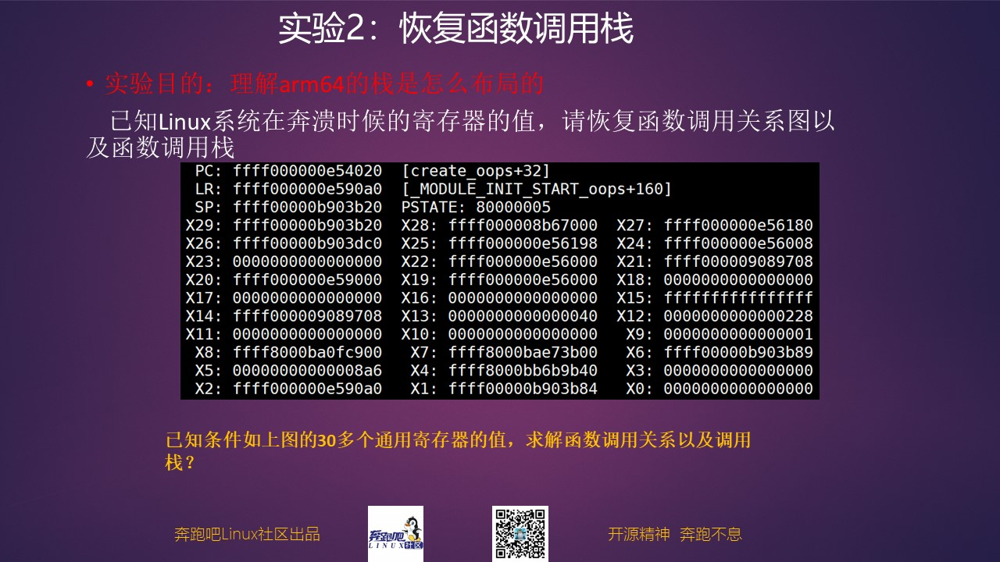 实验2：恢复函数调用栈
• 实验目的：理解arm64的栈是怎么布局的
已知Linux系统在奔溃时候的寄存器的值，请恢复函数调用关系图以
及函数调用栈
PC: ffff000000e54020  [create_oops+32]
LR: ffff000000e590a0  [_MODULE_INIT_START_oops+160]
SP: ffff00000b903b20  PSTATE: 80000005
X29: ffff00000b903b20  X28: ffff000008b67000  X27: ffff000000e56180
X26: ffff00000b903dc0  X25: ffff000000e56198  X24: ffff000000e56008
X23: 0000000000000000  X22: ffff000000e56000  X21: ffff000009089708
X20: ffff000000e59000  X19: ffff000000e56000  X18: 0000000000000000
X17: 0000000000000000  X16: 0000000000000000  X15: ffffffffffffffff
X14: ffff000009089708  X13: 0000000000000040  X12: 0000000000000228
X11: 0000000000000000  X10: 0000000000000000  X9: 0000000000000001
X8: ffff8000ba0fc900  X7: ffff8000bae73b00  X6: ffff00000b903b89
X5: 00000000000008a6  X4: ffff8000bb6b9b40  X3: 0000000000000000
X2: ffff000000e590a0  X1: ffff00000b903b84  X0: 0000000000000000
已知条件如上图的30多个通用寄存器的值，求解函数调用关系以及调用
栈？
奔跑吧Linux社区出品
奔跑吧
LINUX社区
开源精神 奔跑不息